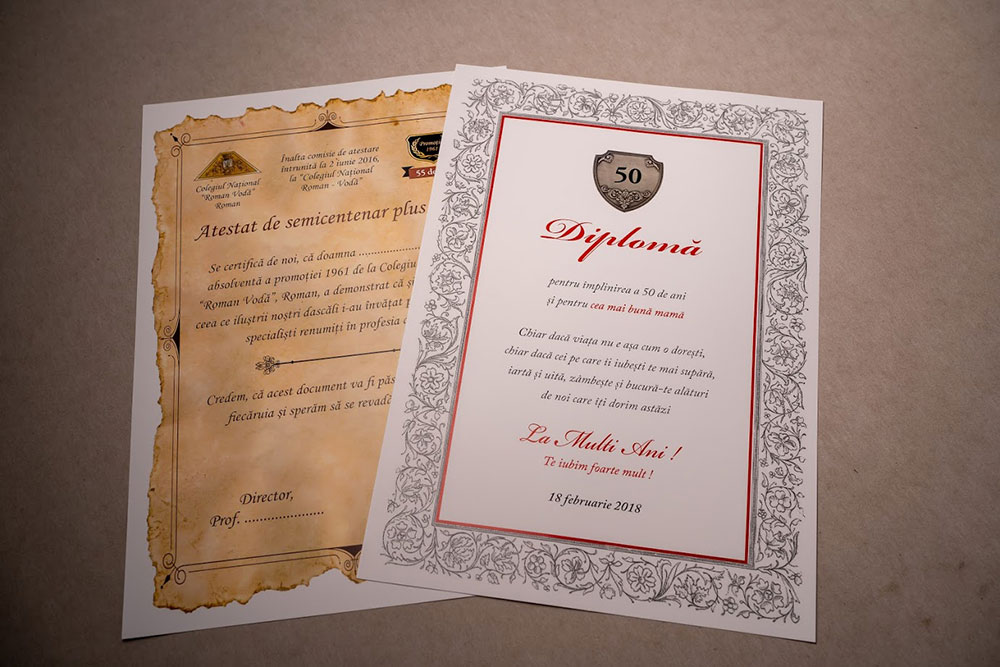 Colegiul Național
"Roman Vodă"
Roman
Înalta comisie de atestare
întrunită la 2 iunie 2016,
la "Colegiul Național
Roman - Vodă"
1961
55 de
Atestat de semicentenar plus
Se certifică de noi, că doamna ....................
absolventă a promoției 1961 de la Colegiul
"Roman Vodă", Roman, a demonstrat că
ceea ce iluștrii noștri dascăli i-au învățat
specialiști renumiți în profesia
Credem, că acest document va fi
fiecăruia și sperăm să se
Director,
Prof. ....................
50
Diplomă
pentru împlinirea a 50 de ani
și pentru cea mai bună mamă
Chiar dacă viața nu e așa cum o dorești,
chiar dacă cei pe care îi iubești te mai supără,
iartă și uită, zâmbește și bucură-te alături
de noi care îți dorim astăzi
La Multi Ani !
Te iubim foarte mult !
18 februarie 2018